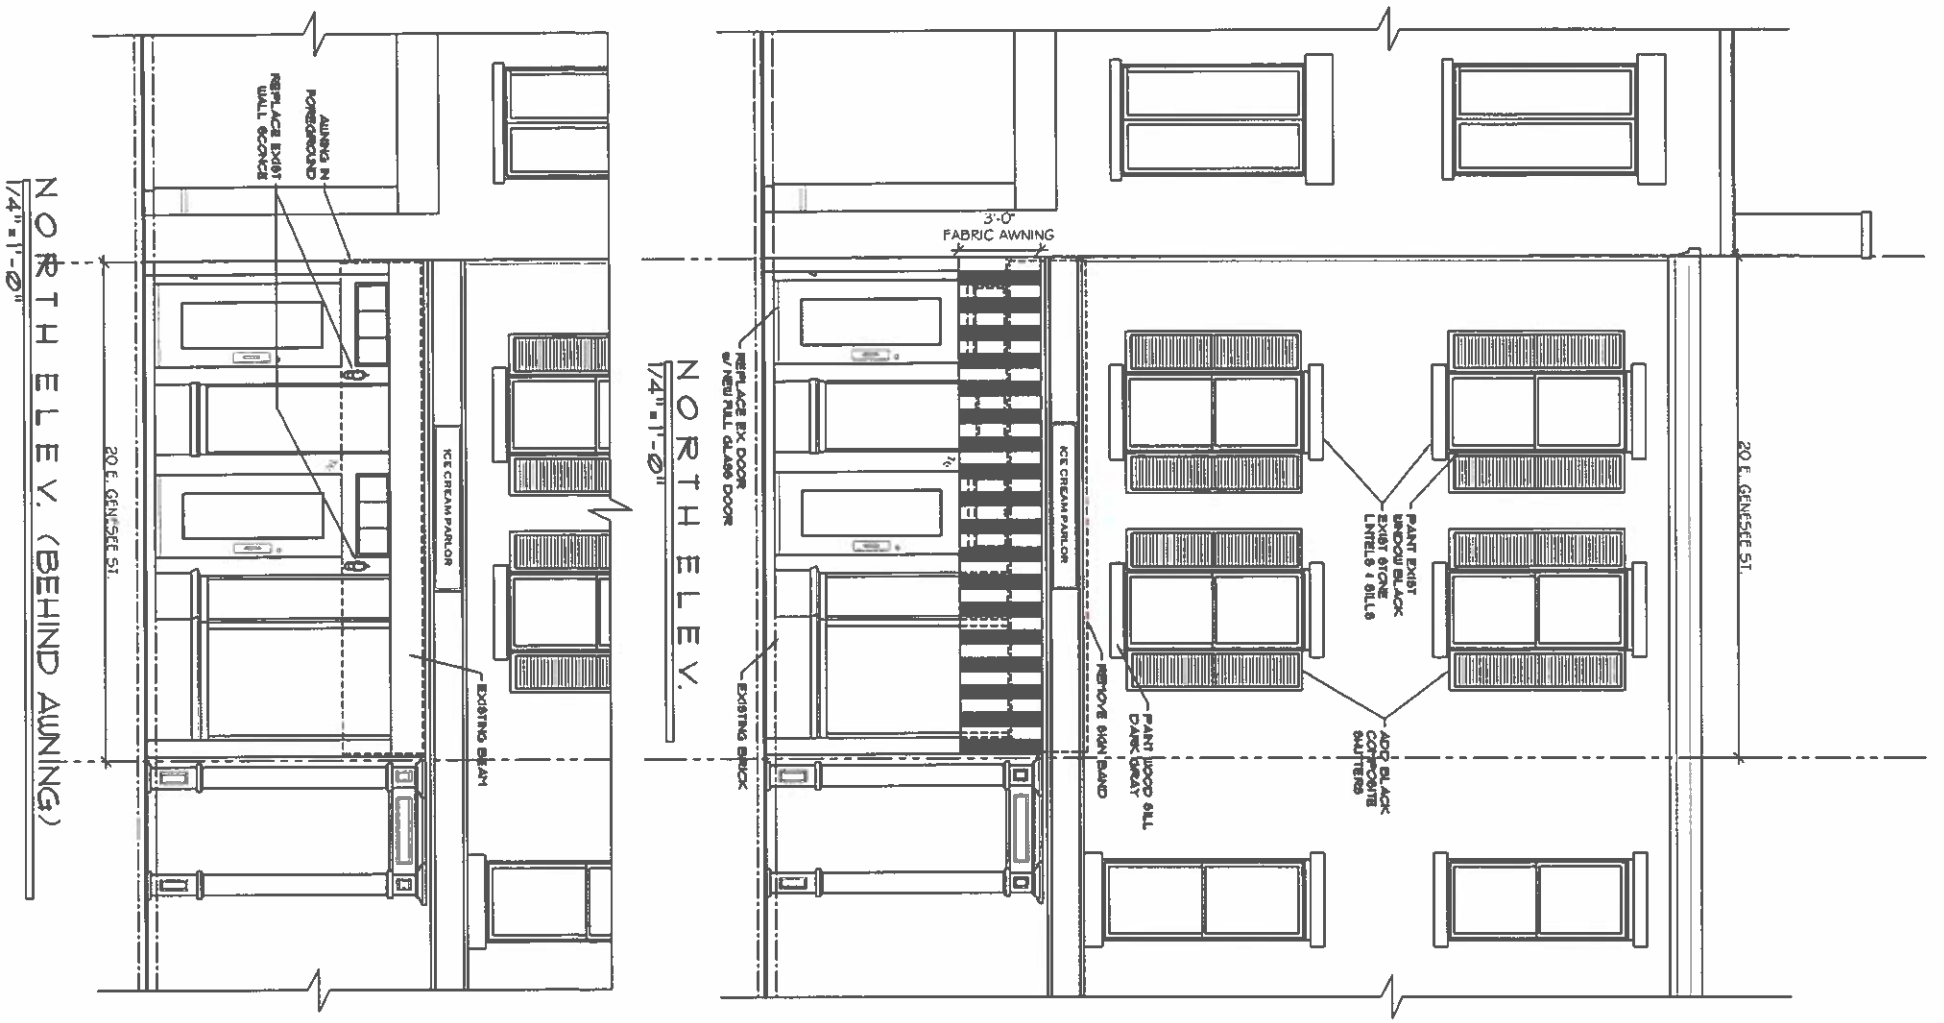 20 E. GENESEE ST.
PAINT EXIST
WINDOW BLACK
EXIST STONE
LINTELS & SILLS
ADD BLACK
COMPOSITE
SHUTTERS
PAINT WOOD SILL
DARK GRAY
REMOVE SIGN BAND
ICE CREAM PARLOR
3'-0"
FABRIC AWNING
REPLACE EX. DOOR
W/ NEW FULL GLASS DOOR
EXISTING BRICK
NORTH ELEV.
1/4" = 1'-0"
ICE CREAM PARLOR
EXISTING BEAM
AWNING IN
FOREGROUND
REPLACE EXIST
WALL SCONCE
20 E. GENESEE ST.
NORTH ELEV. (BEHIND AWNING)
1/4" = 1'-0"